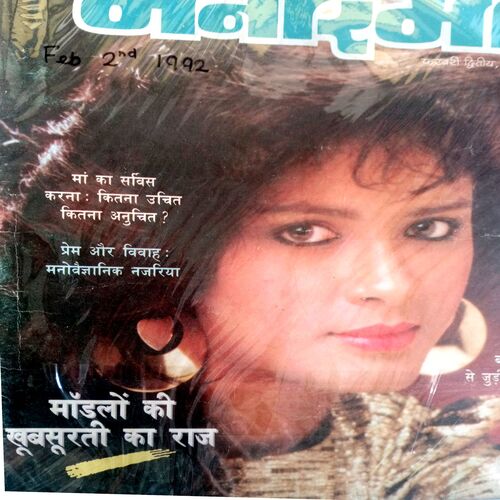 Feb 2nd 1992
फरवरी द्वितीय,
मां का सर्विस
करना: कितना उचित
कितना अनुचित?
प्रेम और विवाह:
मनोवैज्ञानिक नजरिया
से जुड़ी
मॉडलों की
खूबसूरती का राज